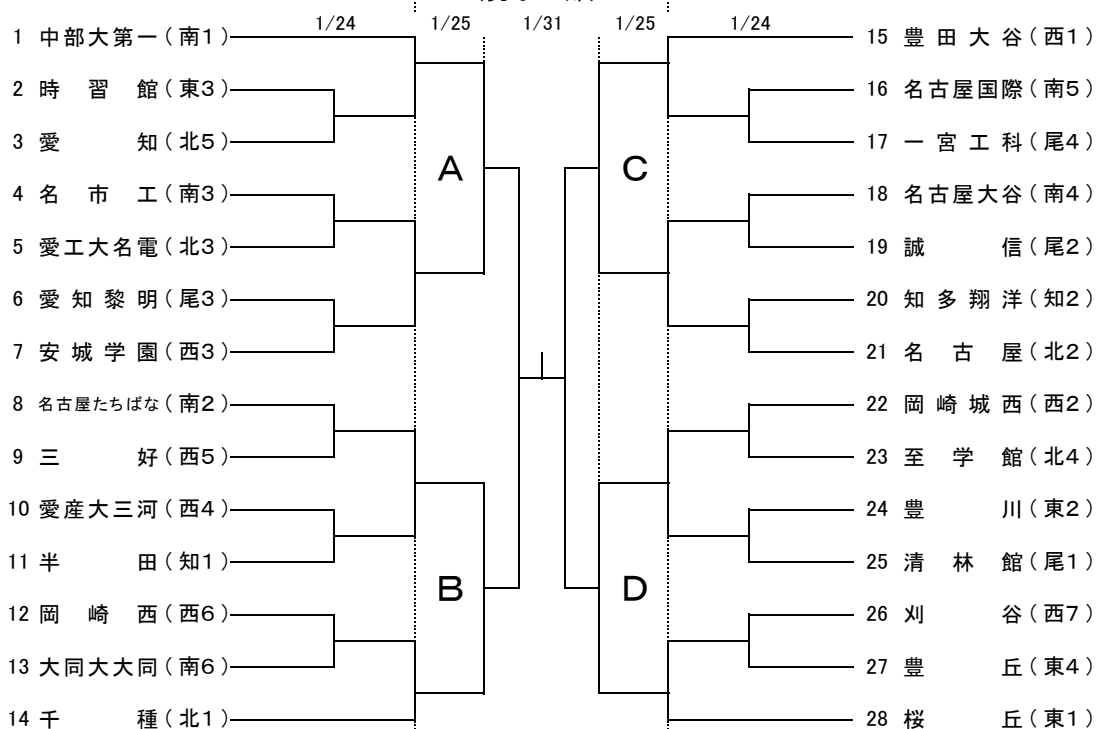 1/24 1/25 1/31 1/25 1/24
1 中部大第一(南1)
2 時習館(東3)
3 愛知(北5)
4 名市工(南3)
5 愛工大名電(北3)
6 愛知黎明(尾3)
7 安城学園(西3)
8 名古屋たちばな(南2)
9 三好(西5)
10 愛産大三河(西4)
11 半田(知1)
12 岡崎西(西6)
13 大同大大同(南6)
14 千種(北1)
A
B
C
D
15 豊田大谷(西1)
16 名古屋国際(南5)
17 一宮工科(尾4)
18 名古屋大谷(南4)
19 誠信(尾2)
20 知多翔洋(知2)
21 名古屋(北2)
22 岡崎城西(西2)
23 至学館(北4)
24 豊川(東2)
25 清林館(尾1)
26 刈谷(西7)
27 豊丘(東4)
28 桜丘(東1)